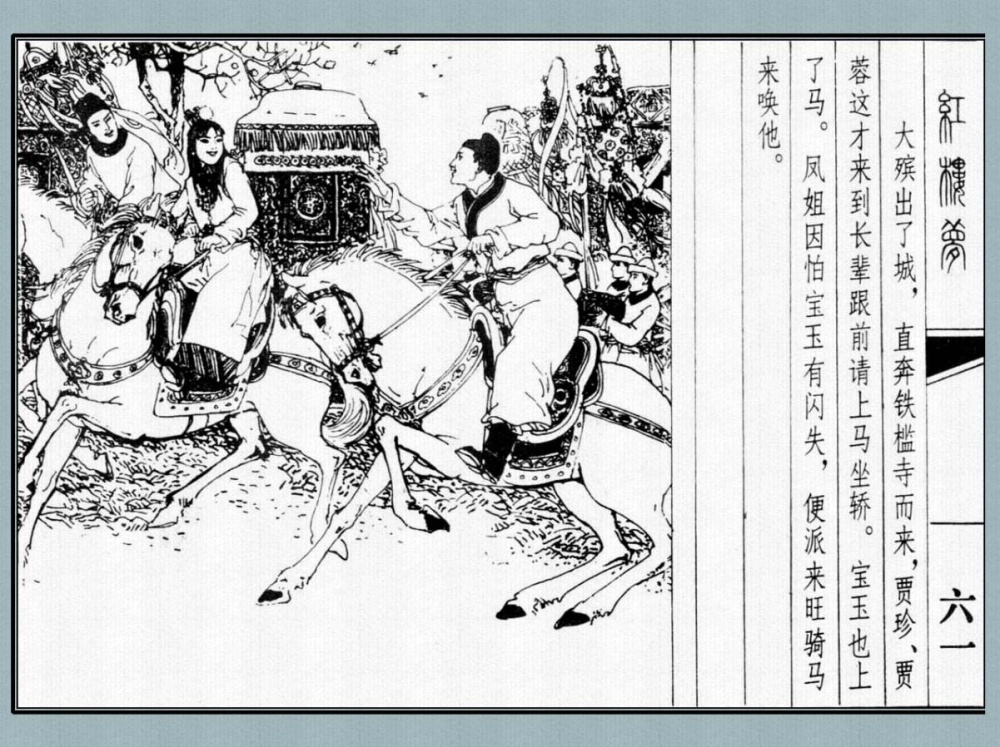 紅樓夢
六一
大殡出了城，直奔铁槛寺而来，贾珍、贾
蓉这才来到长辈跟前请上马坐轿。宝玉也上
了马。凤姐因怕宝玉有闪失，便派来旺骑马
来唤他。